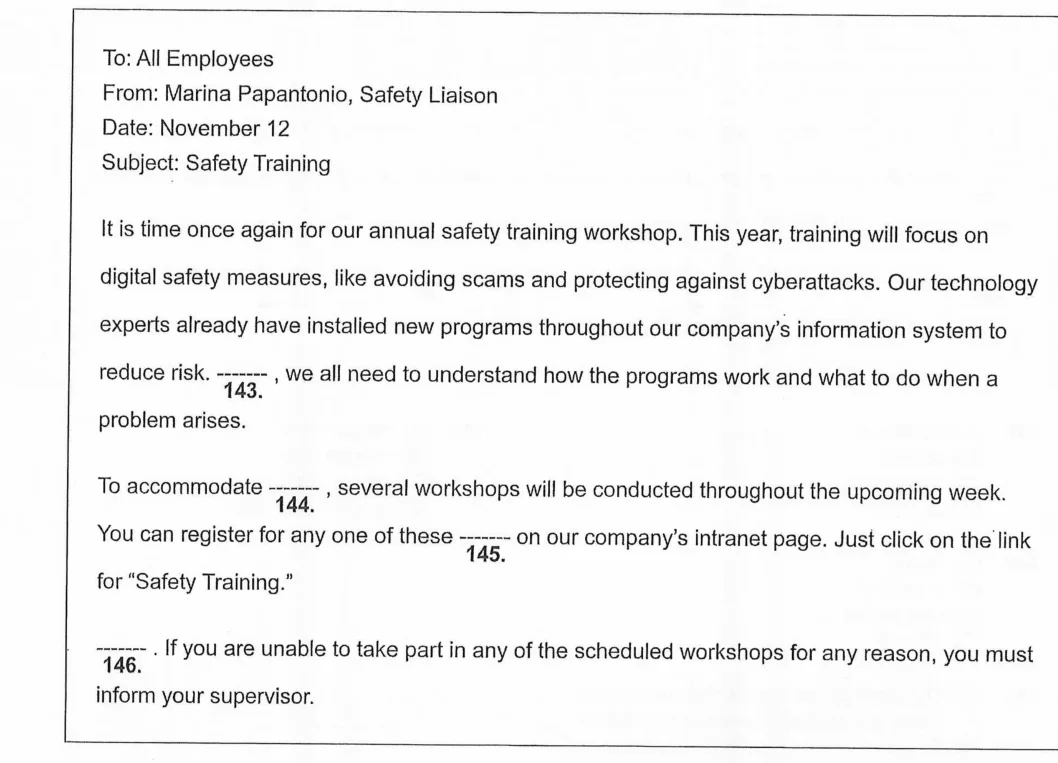 To: All Employees
From: Marina Papantonio, Safety Liaison
Date: November 12
Subject: Safety Training
It is time once again for our annual safety training workshop. This year, training will focus on
digital safety measures, like avoiding scams and protecting against cyberattacks. Our technology
experts already have installed new programs throughout our company's information system to
reduce risk. ------- , we all need to understand how the programs work and what to do when a
143.
problem arises.
To accommodate ------- , several workshops will be conducted throughout the upcoming week.
144.
You can register for any one of these ------- on our company's intranet page. Just click on the link
145.
for "Safety Training."
------- . If you are unable to take part in any of the scheduled workshops for any reason, you must
146.
inform your supervisor.